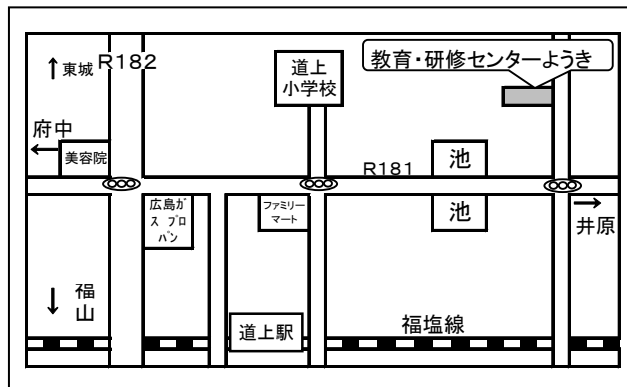 東城
R182
道上
小学校
教育・研修センターようき
府中
美容院
R181
池
広島ガ
ス プロ
パン
ファミリー
マート
池
井原
福
山
道上駅
福塩線